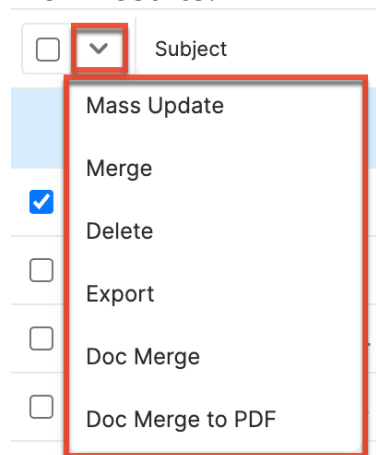 Subject
Mass Update
Merge
Delete
Export
Doc Merge
Doc Merge to PDF